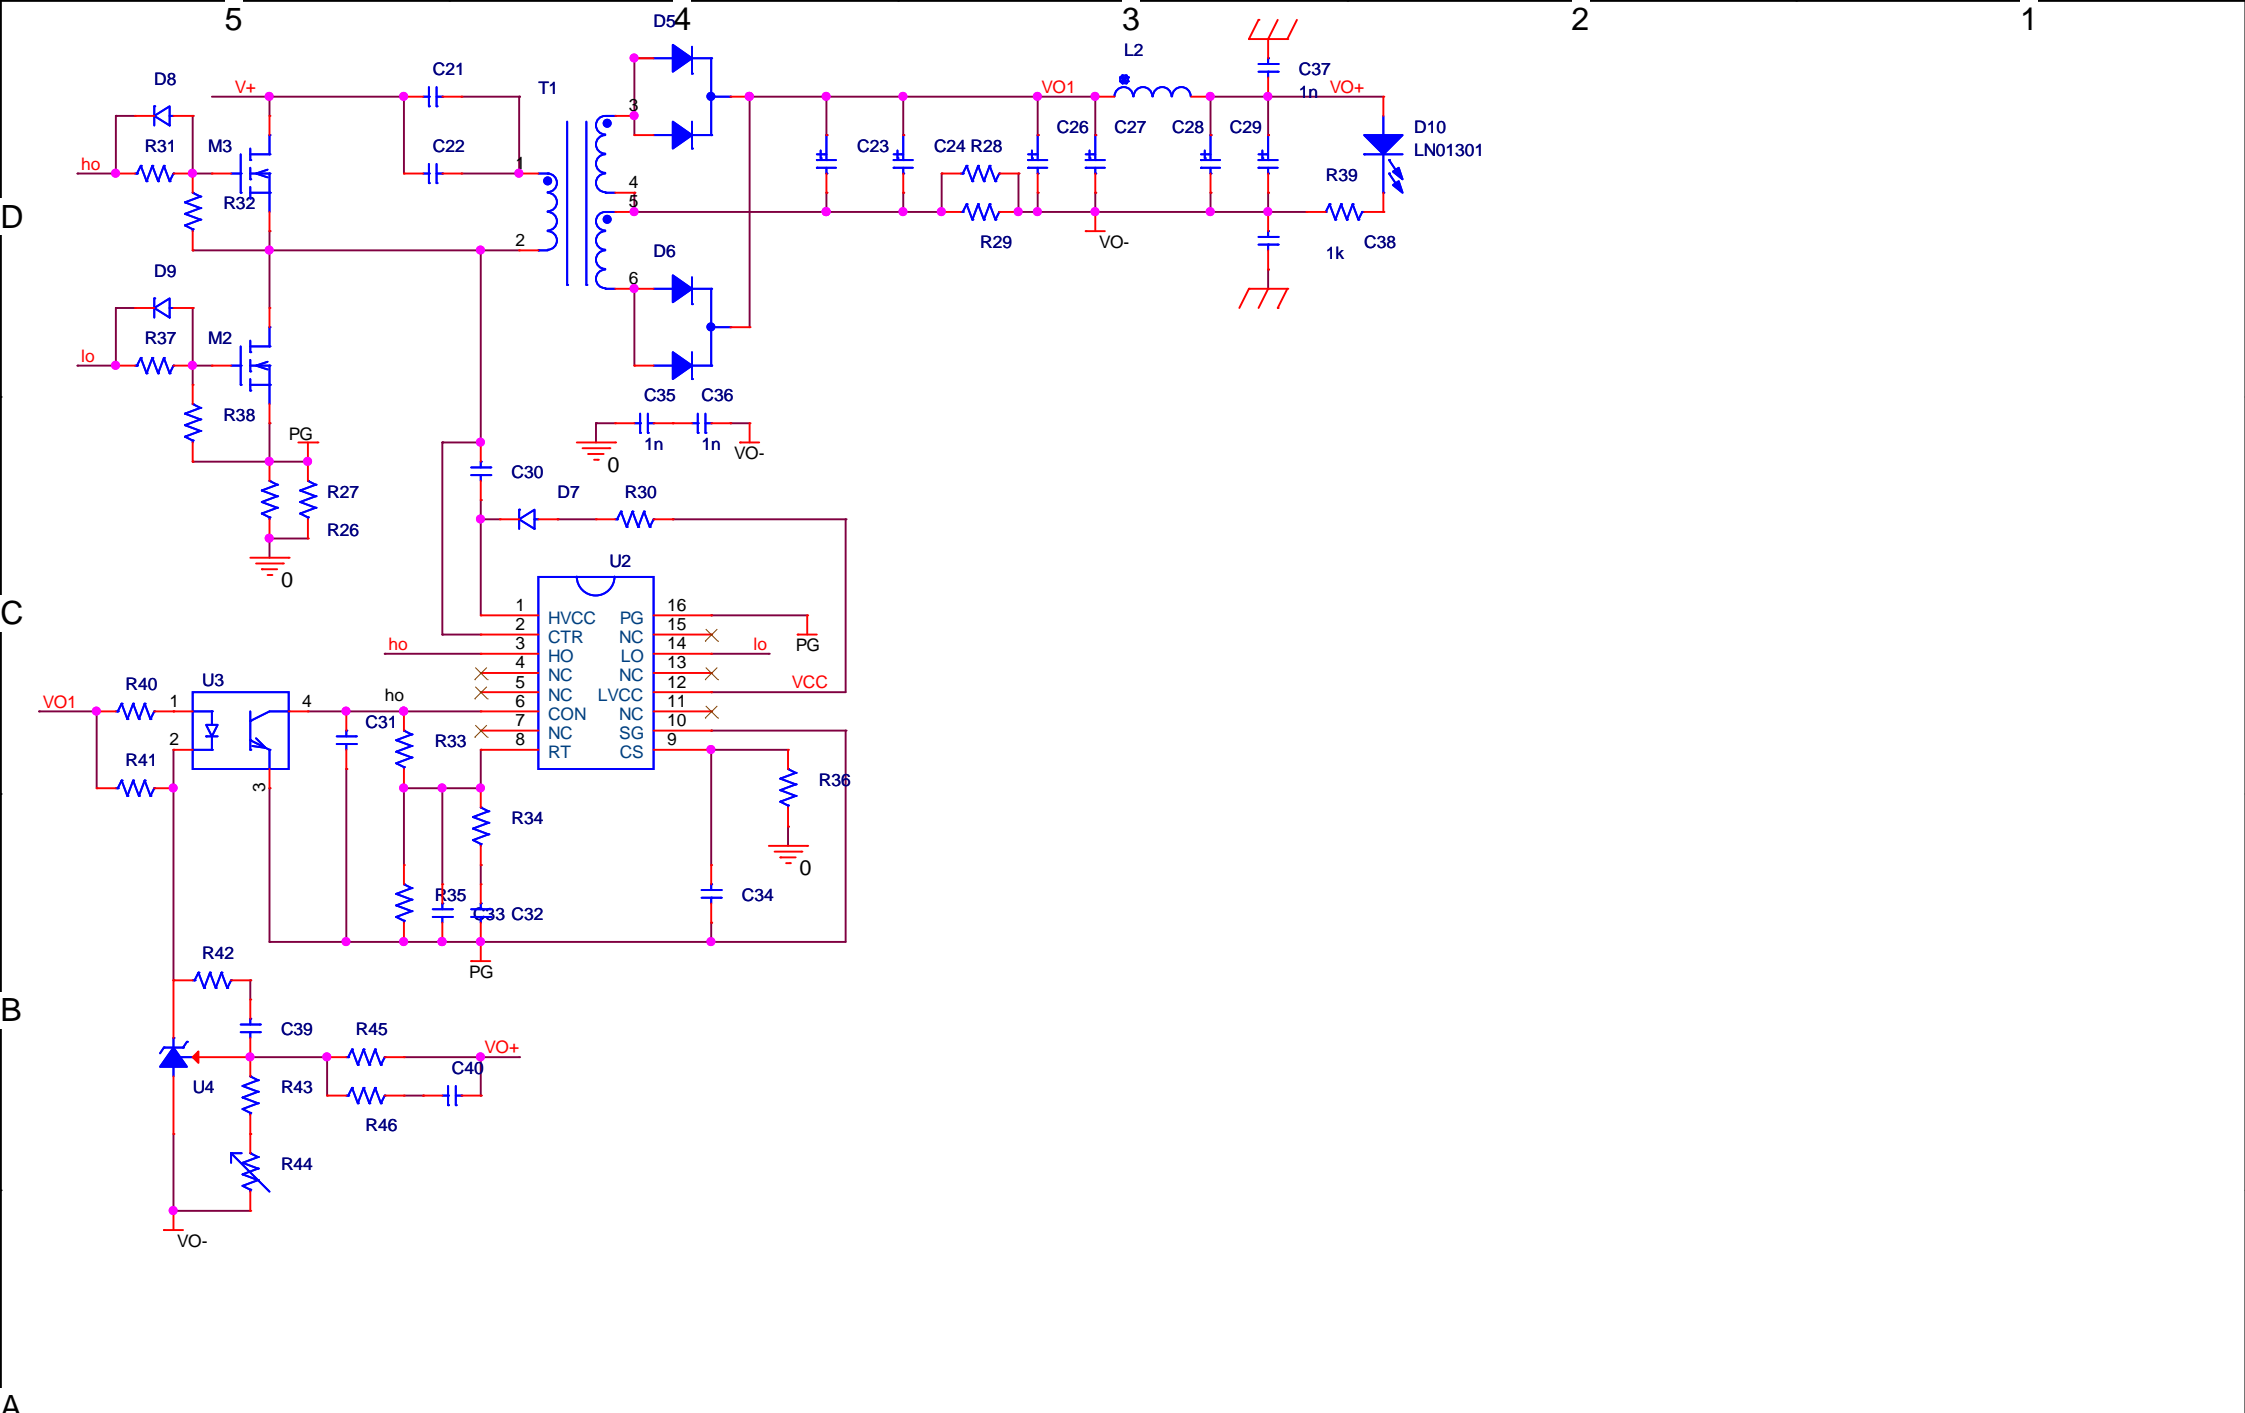 5
4
3
2
1
D5
L2
C37
1n
VO+
VO1
D8
V+
C21
T1
3
R31
M3
C22
1
C23
C24
R28
C26
C27
C28
C29
D10
LN01301
ho
R32
4
5
R39
D
2
D6
R29
VO-
1k
C38
D9
6
R37
M2
lo
R38
C35
C36
PG
1n
1n
VO-
0
C30
R27
D7
R30
R26
0
U2
C
1
HVCC
PG
16
2
CTR
NC
15
ho
3
HO
LO
14
lo
PG
4
NC
NC
13
5
NC
LVCC
12
VCC
6
CON
NC
11
7
NC
SG
10
8
RT
CS
9
VO1
R40
1
U3
4
ho
C31
R33
2
R41
3
R36
R34
0
R35
C33
C32
C34
PG
R42
B
C39
R45
VO+
C40
U4
R43
R46
R44
VO-
A